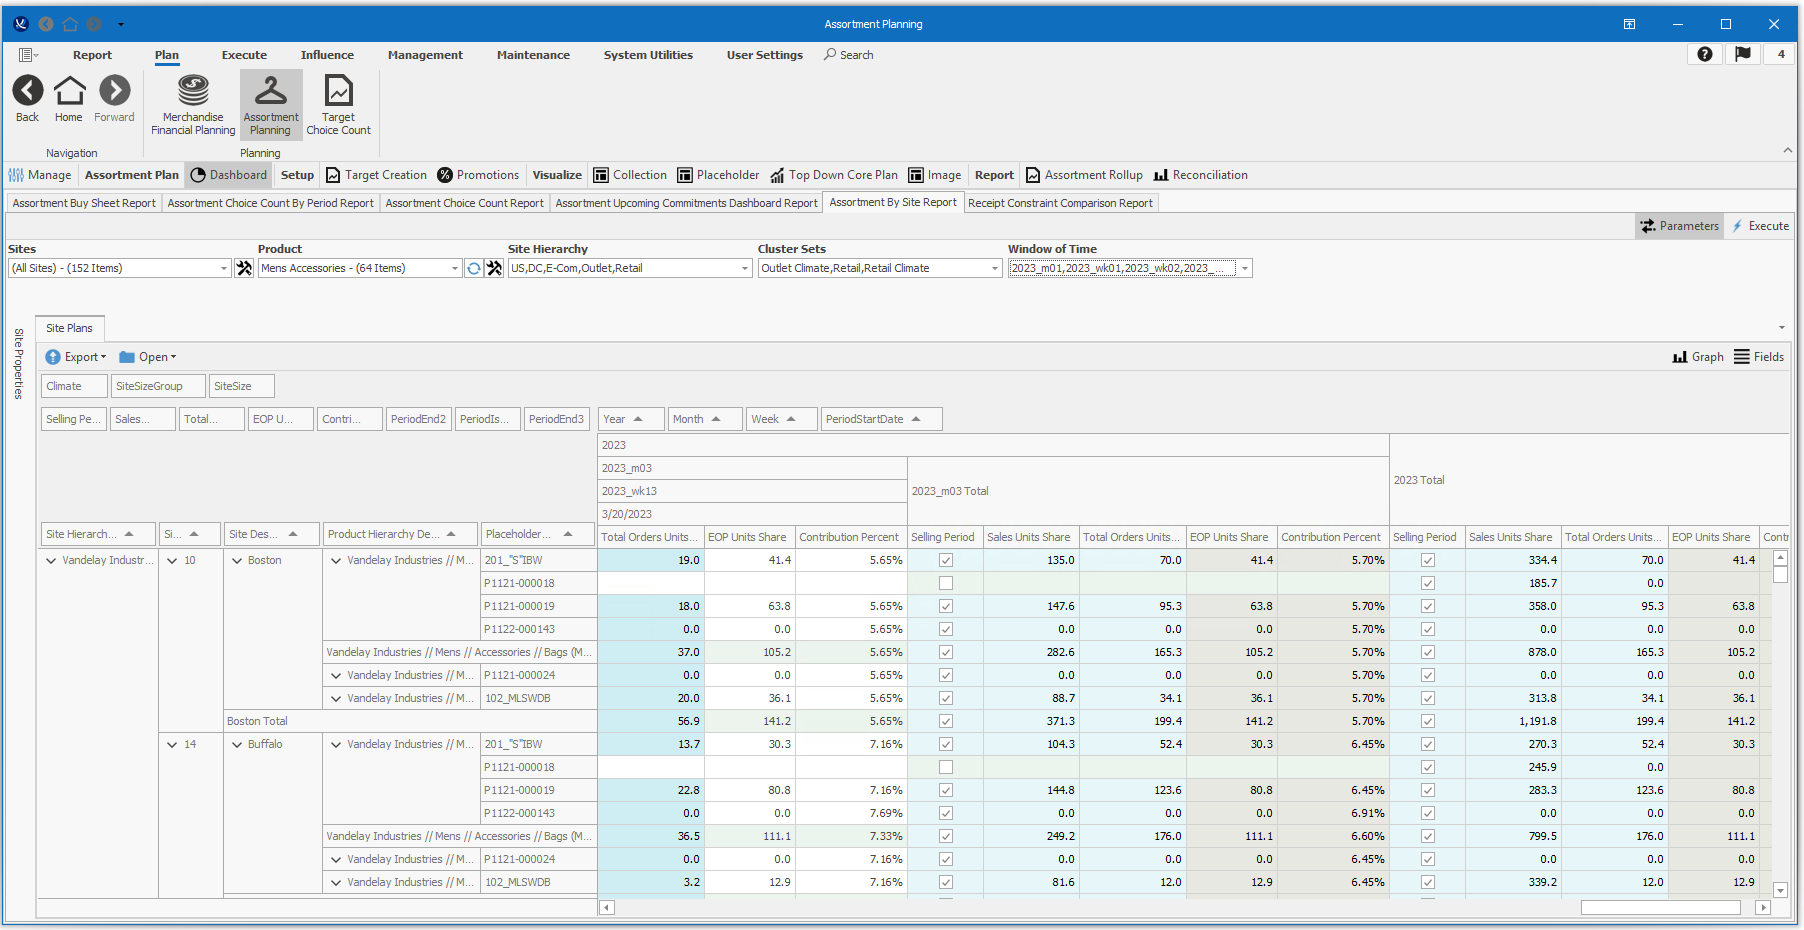 Assortment Planning
Report Plan Execute Influence Management Maintenance System Utilities User Settings Search 4
Back Home Forward Merchandise Financial Planning Assortment Planning Target Choice Count
Navigation Planning
Manage Assortment Plan Dashboard Setup Target Creation Promotions Visualize Collection Placeholder Top Down Core Plan Image Report Assortment Rollup Reconciliation
Assortment Buy Sheet Report Assortment Choice Count By Period Report Assortment Choice Count Report Assortment Upcoming Commitments Dashboard Report Assortment By Site Report Receipt Constraint Comparison Report
Parameters Execute
Sites Product Site Hierarchy Cluster Sets Window of Time
(All Sites) - (152 Items) Mens Accessories - (64 Items) US,DC,E-Com,Outlet,Retail Outlet Climate,Retail,Retail Climate 2023_m01,2023_wk01,2023_wk02,2023_...
Site Properties
Site Plans
Export Open Graph Fields
Climate SiteSizeGroup SiteSize
Selling Pe... Sales... Total... EOP U... Contri... PeriodEnd2 PeriodIs... PeriodEnd3 Year Month Week PeriodStartDate
2023
2023_m03
2023 Total
2023_wk13 2023_m03 Total
3/20/2023
Site Hierarch... Si... Site Des... Product Hierarchy De... Placeholder... Total Orders Units... EOP Units Share Contribution Percent Selling Period Sales Units Share Total Orders Units... EOP Units Share Contribution Percent Selling Period Sales Units Share Total Orders Units... EOP Units Share Contr
Vandelay Industr... 10 Boston Vandelay Industries // M... 201_"S"IBW 19.0 41.4 5.65% 135.0 70.0 41.4 5.70% 334.4 70.0 41.4
P1121-000018 185.7 0.0
P1121-000019 18.0 63.8 5.65% 147.6 95.3 63.8 5.70% 358.0 95.3 63.8
P1122-000143 0.0 0.0 5.65% 0.0 0.0 0.0 5.70% 0.0 0.0 0.0
Vandelay Industries // Mens // Accessories // Bags (M... 37.0 105.2 5.65% 282.6 165.3 105.2 5.70% 878.0 165.3 105.2
Vandelay Industries // M... P1121-000024 0.0 0.0 5.65% 0.0 0.0 0.0 5.70% 0.0 0.0 0.0
Vandelay Industries // M... 102_MLSWDB 20.0 36.1 5.65% 88.7 34.1 36.1 5.70% 313.8 34.1 36.1
Boston Total 56.9 141.2 5.65% 371.3 199.4 141.2 5.70% 1,191.8 199.4 141.2
14 Buffalo Vandelay Industries // M... 201_"S"IBW 13.7 30.3 7.16% 104.3 52.4 30.3 6.45% 270.3 52.4 30.3
P1121-000018 245.9 0.0
P1121-000019 22.8 80.8 7.16% 144.8 123.6 80.8 6.45% 283.3 123.6 80.8
P1122-000143 0.0 0.0 7.69% 0.0 0.0 0.0 6.91% 0.0 0.0 0.0
Vandelay Industries // Mens // Accessories // Bags (M... 36.5 111.1 7.33% 249.2 176.0 111.1 6.60% 799.5 176.0 111.1
Vandelay Industries // M... P1121-000024 0.0 0.0 7.16% 0.0 0.0 0.0 6.45% 0.0 0.0 0.0
Vandelay Industries // M... 102_MLSWDB 3.2 12.9 7.16% 81.6 12.0 12.9 6.45% 339.2 12.0 12.9